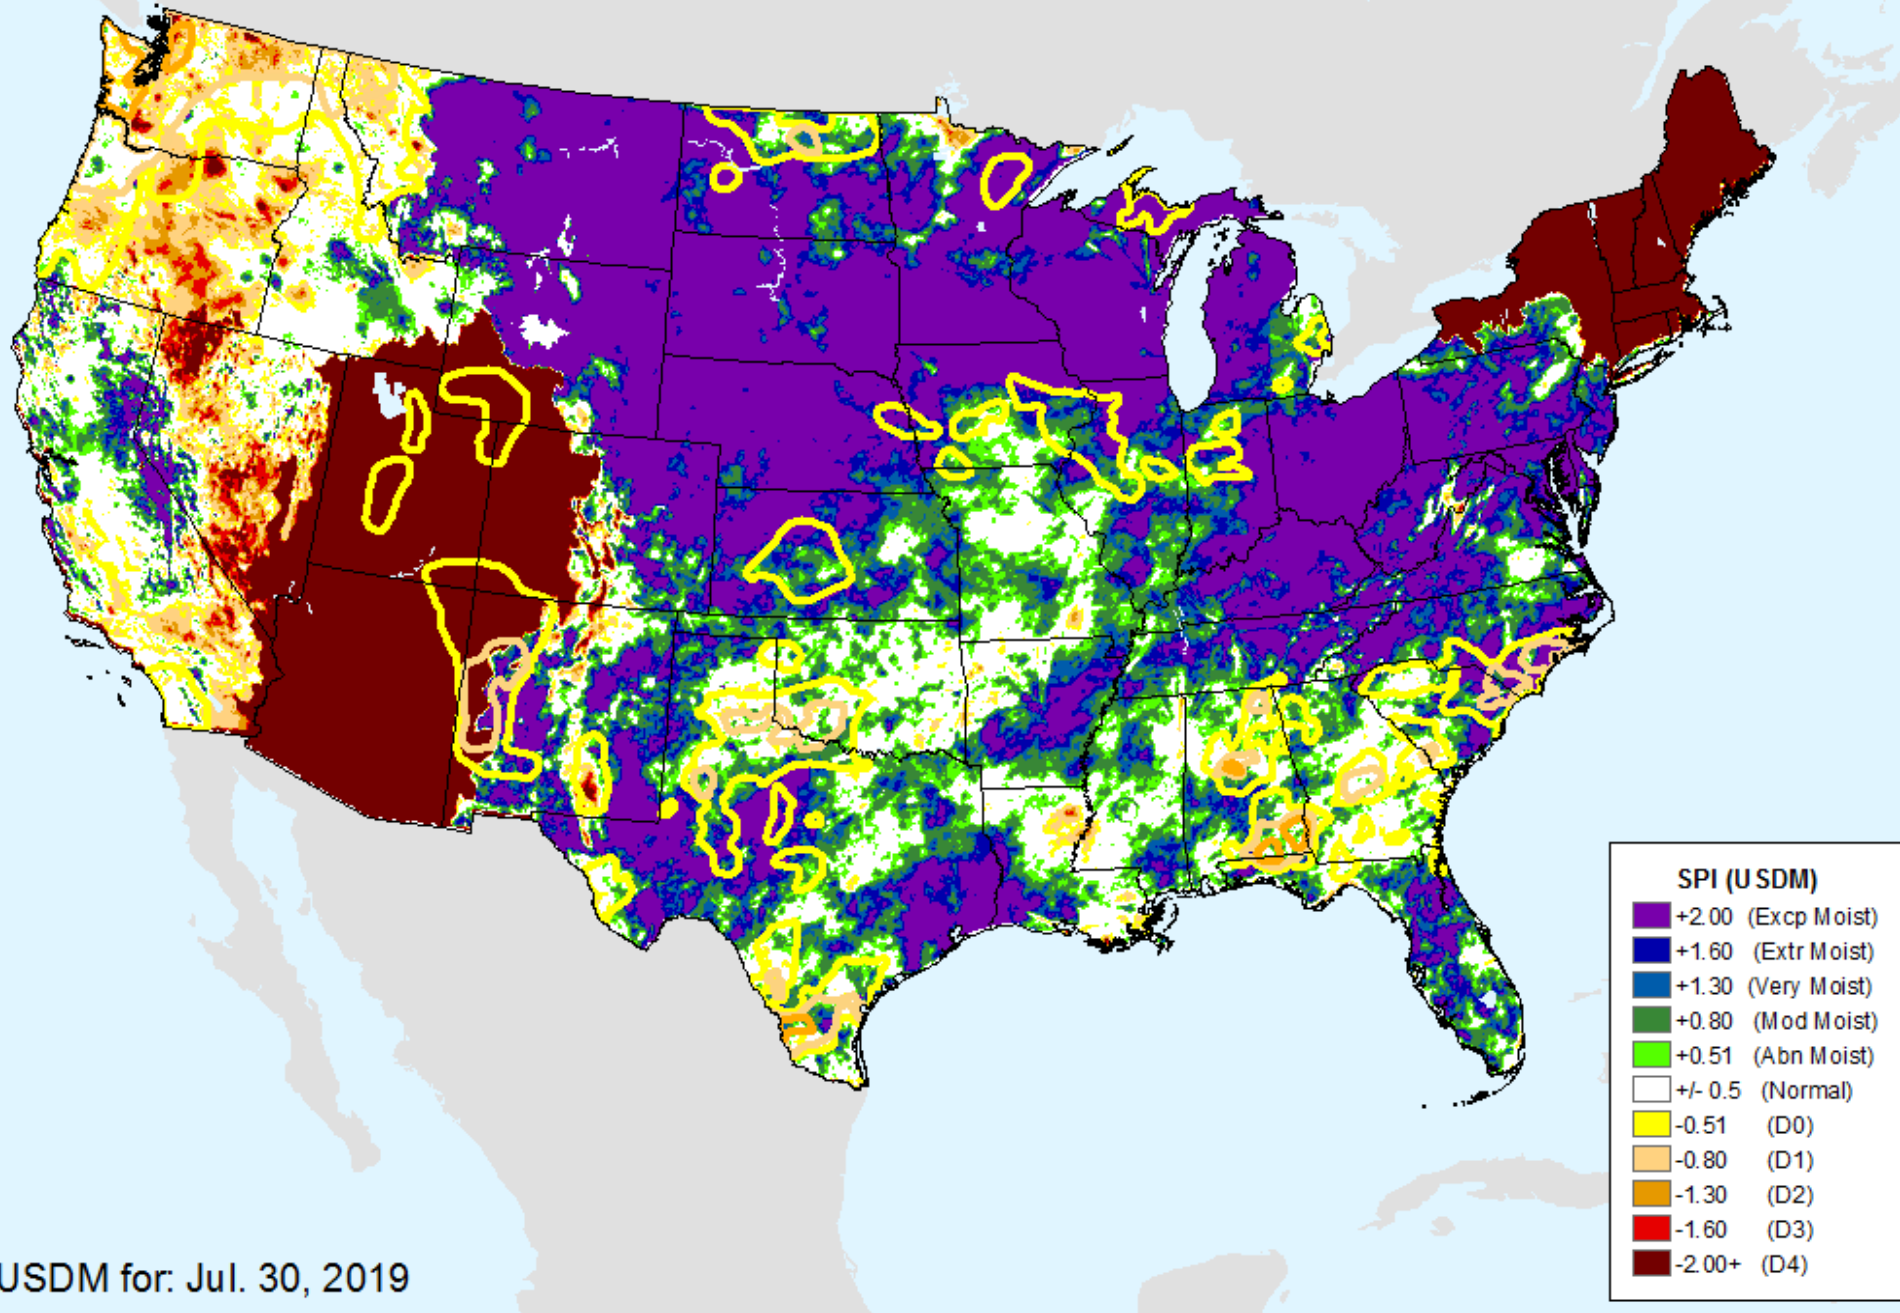 SPI (USDM)
+2.00 (Excp Moist)
+1.60 (Extr Moist)
+1.30 (Very Moist)
+0.80 (Mod Moist)
+0.51 (Abn Moist)
+/- 0.5 (Normal)
-0.51 (D0)
-0.80 (D1)
-1.30 (D2)
-1.60 (D3)
-2.00+ (D4)
USDM for: Jul. 30, 2019